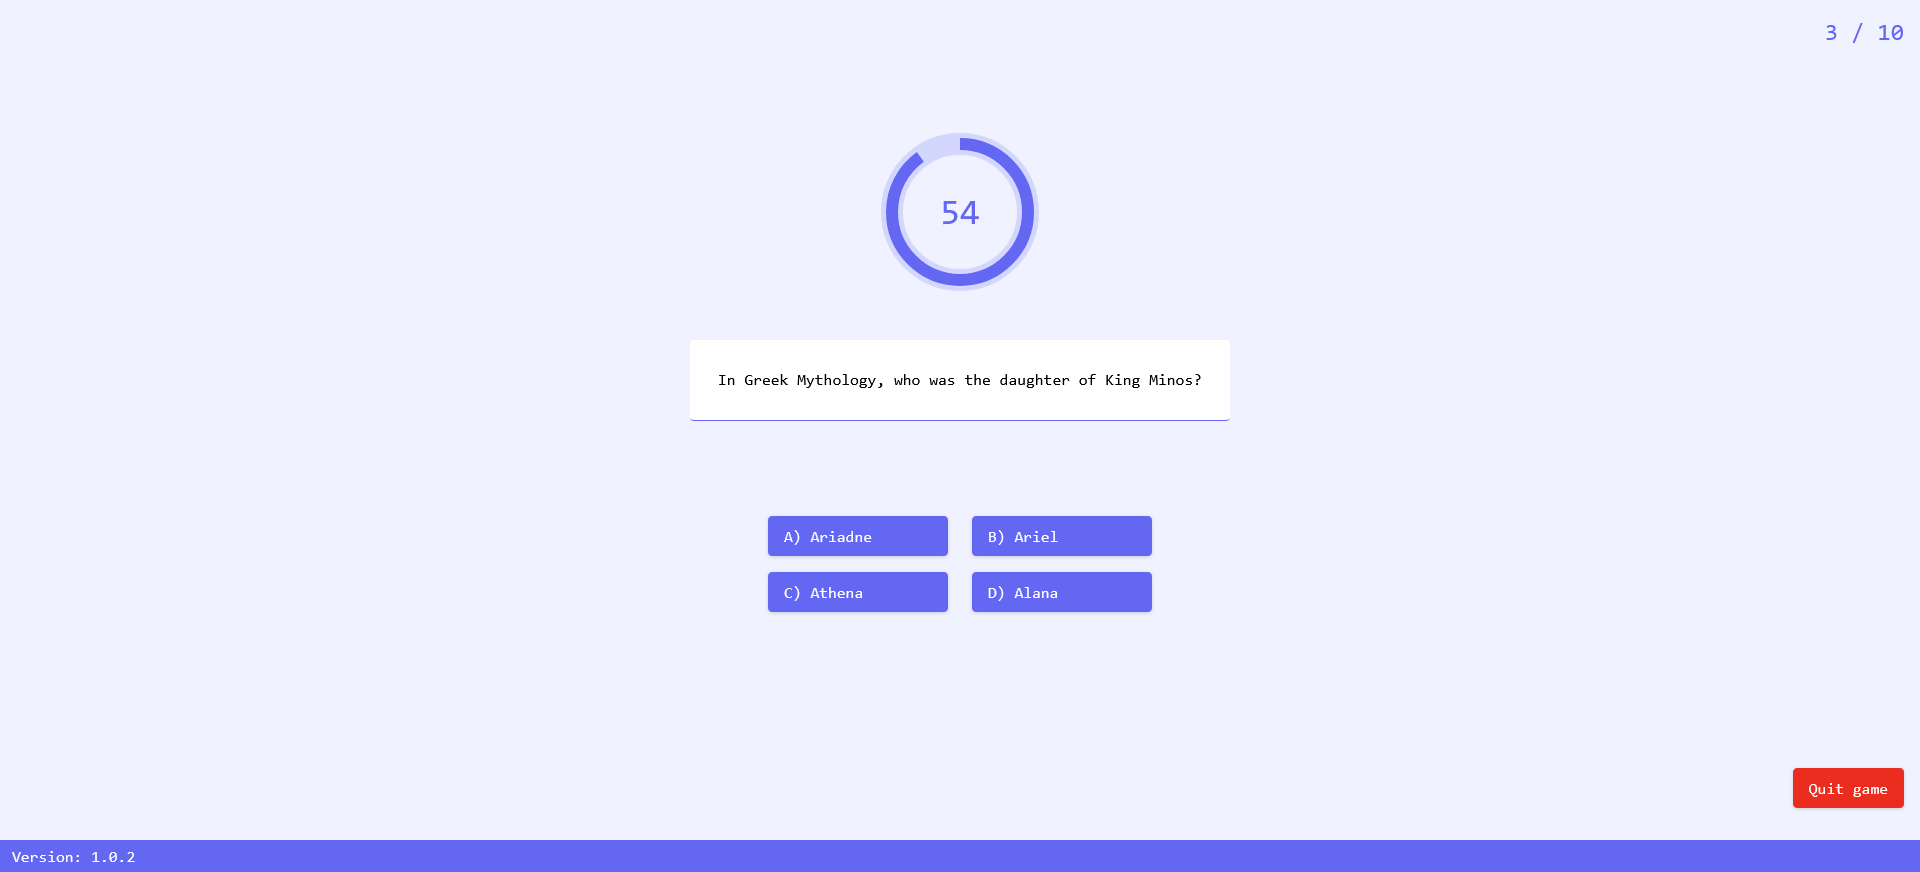 3 / 10
54
In Greek Mythology, who was the daughter of King Minos?
A) Ariadne
B) Ariel
C) Athena
D) Alana
Quit game
Version: 1.0.2